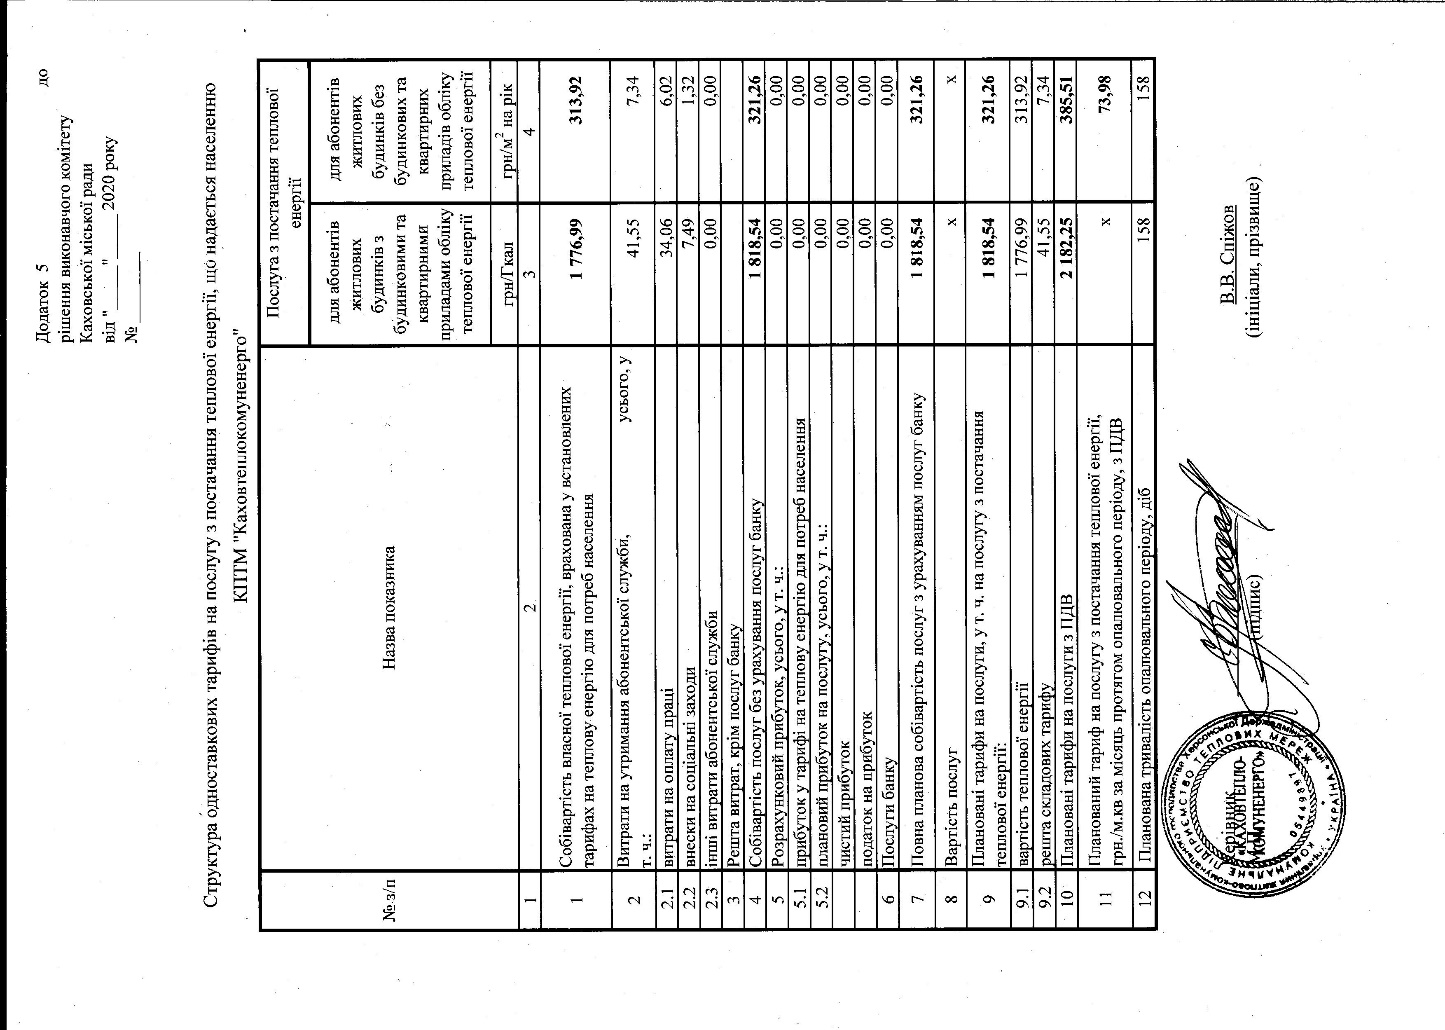 Додаток 5 до
рішення виконавчого комітету
Каховської міської ради
від "____" ______ 2020 року
№ ________
Структура одноставкових тарифів на послугу з постачання теплової енергії, що надається населенню
КПТМ "Каховтеплокомуненерго"
№ з/п | Назва показника | Послуга з постачання теплової енергії
для абонентів житлових будинків з будинковими та квартирними приладами обліку теплової енергії | для абонентів житлових будинків без будинкових та квартирних приладів обліку теплової енергії
грн/Гкал | грн/м² на рік
1 | 2 | 3 | 4
1 | Собівартість власної теплової енергії, врахована у встановлених тарифах на теплову енергію для потреб населення | 1 776,99 | 313,92
2 | Витрати на утримання абонентської служби, усього, у т. ч.: | 41,55 | 7,34
2.1 | витрати на оплату праці | 34,06 | 6,02
2.2 | внески на соціальні заходи | 7,49 | 1,32
2.3 | інші витрати абонентської служби | 0,00 | 0,00
3 | Решта витрат, крім послуг банку
4 | Собівартість послуг без урахування послуг банку | 1 818,54 | 321,26
5 | Розрахунковий прибуток, усього, у т. ч.: | 0,00 | 0,00
5.1 | прибуток у тарифі на теплову енергію для потреб населення | 0,00 | 0,00
5.2 | плановий прибуток на послугу, усього, у т. ч.: | 0,00 | 0,00
чистий прибуток | 0,00 | 0,00
податок на прибуток | 0,00 | 0,00
6 | Послуги банку | 0,00 | 0,00
7 | Повна планова собівартість послуг з урахуванням послуг банку | 1 818,54 | 321,26
8 | Вартість послуг | х | х
9 | Плановані тарифи на послуги, у т. ч. на послугу з постачання теплової енергії: | 1 818,54 | 321,26
9.1 | вартість теплової енергії | 1 776,99 | 313,92
9.2 | решта складових тарифу | 41,55 | 7,34
10 | Плановані тарифи на послуги з ПДВ | 2 182,25 | 385,51
11 | Планований тариф на послугу з постачання теплової енергії, грн./м.кв за місяць протягом опалювального періоду, з ПДВ | х | 73,98
12 | Планована тривалість опалювального періоду, діб | 158 | 158
Керівник
М.П.
(підпис)
В.В. Спіжов
(ініціали, прізвище)
КОМУНАЛЬНЕ ПІДПРИЄМСТВО ТЕПЛОВИХ МЕРЕЖ
«КАХОВТЕПЛО-
КОМУНЕНЕРГО»